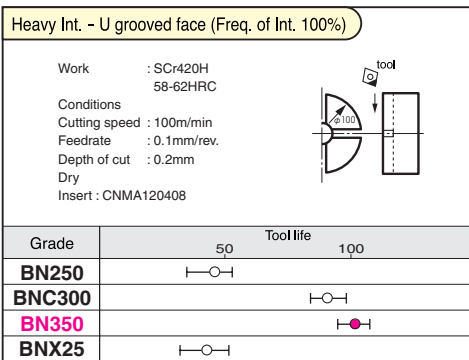 Heavy Int. - U grooved face (Freq. of Int. 100%)
Work : SCr420H
58-62HRC
Conditions
Cutting speed : 100m/min
Feedrate : 0.1mm/rev.
Depth of cut : 0.2mm
Dry
Insert : CNMA120408
tool
φ100
Grade
Tool life
50 100
BN250
BNC300
BN350
BNX25